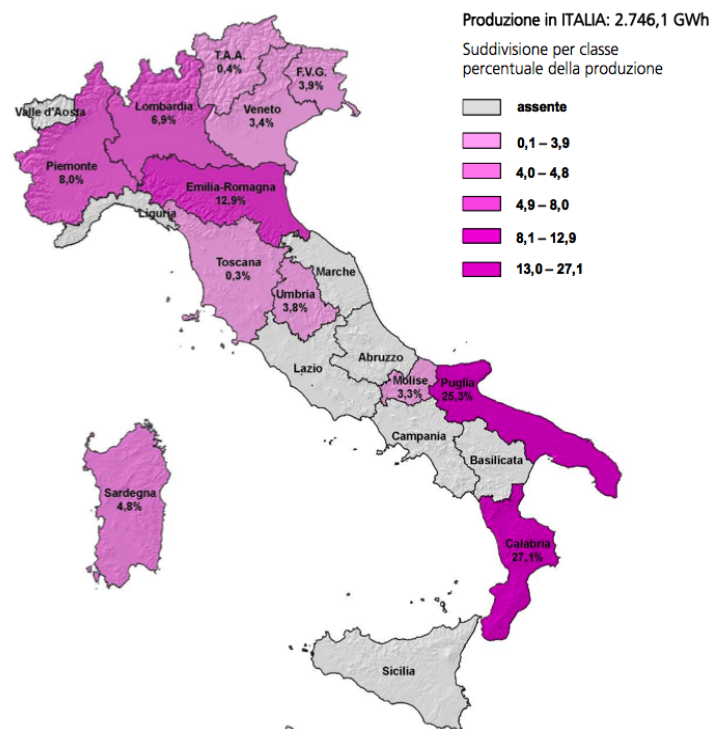 Produzione in ITALIA: 2.746,1 GWh
Suddivisione per classe
percentuale della produzione
assente
0,1 – 3,9
4,0 – 4,8
4,9 – 8,0
8,1 – 12,9
13,0 – 27,1
T.A.A.
0,4%
F.V.G.
3,9%
Valle d'Aosta
Lombardia
6,9%
Veneto
3,4%
Piemonte
8,0%
Emilia-Romagna
12,9%
Liguria
Toscana
0,3%
Marche
Umbria
3,8%
Lazio
Abruzzo
Molise
3,3%
Puglia
25,3%
Campania
Basilicata
Sardegna
4,8%
Calabria
27,1%
Sicilia